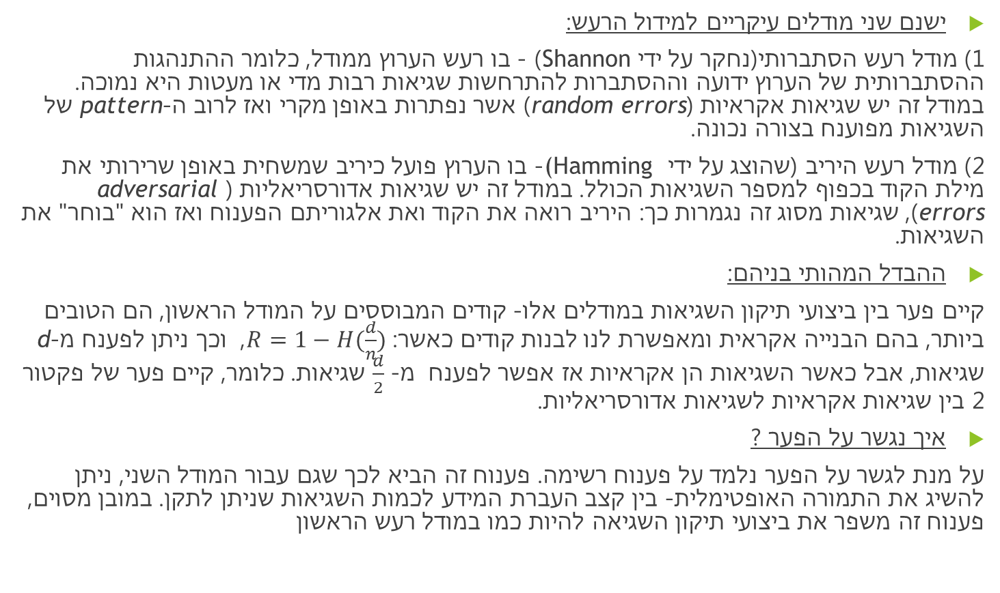 ישנם שני מודלים עיקריים למידול הרעש:
1) מודל רעש הסתברותי(נחקר על ידי Shannon) - בו רעש הערוץ ממודל, כלומר ההתנהגות
ההסתברותית של הערוץ ידועה וההסתברות להתרחשות שגיאות רבות מדי או מעטות היא נמוכה.
במודל זה יש שגיאות אקראיות (random errors) אשר נפתרות באופן מקרי ואז לרוב ה-pattern של
השגיאות מפוענח בצורה נכונה.
2) מודל רעש היריב (שהוצג על ידי Hamming)- בו הערוץ פועל כיריב שמשחית באופן שרירותי את
מילת הקוד בכפוף למספר השגיאות הכולל. במודל זה יש שגיאות אדורסריאליות ( adversarial
errors), שגיאות מסוג זה נגמרות כך: היריב רואה את הקוד ואת אלגוריתם הפענוח ואז הוא "בוחר" את
השגיאות.
ההבדל המהותי בניהם:
קיים פער בין ביצועי תיקון השגיאות במודלים אלו- קודים המבוססים על המודל הראשון, הם הטובים
ביותר, בהם הבנייה אקראית ומאפשרת לנו לבנות קודים כאשר: R = 1 − H(d/n), וכך ניתן לפענח מ-d
שגיאות, אבל כאשר השגיאות הן אקראיות אז אפשר לפענח מ- d/2 שגיאות. כלומר, קיים פער של פקטור
2 בין שגיאות אקראיות לשגיאות אדורסריאליות.
איך נגשר על הפער ?
על מנת לגשר על הפער נלמד על פענוח רשימה. פענוח זה הביא לכך שגם עבור המודל השני, ניתן
להשיג את התמורה האופטימלית- בין קצב העברת המידע לכמות השגיאות שניתן לתקן. במובן מסוים,
פענוח זה משפר את ביצועי תיקון השגיאה להיות כמו במודל רעש הראשון